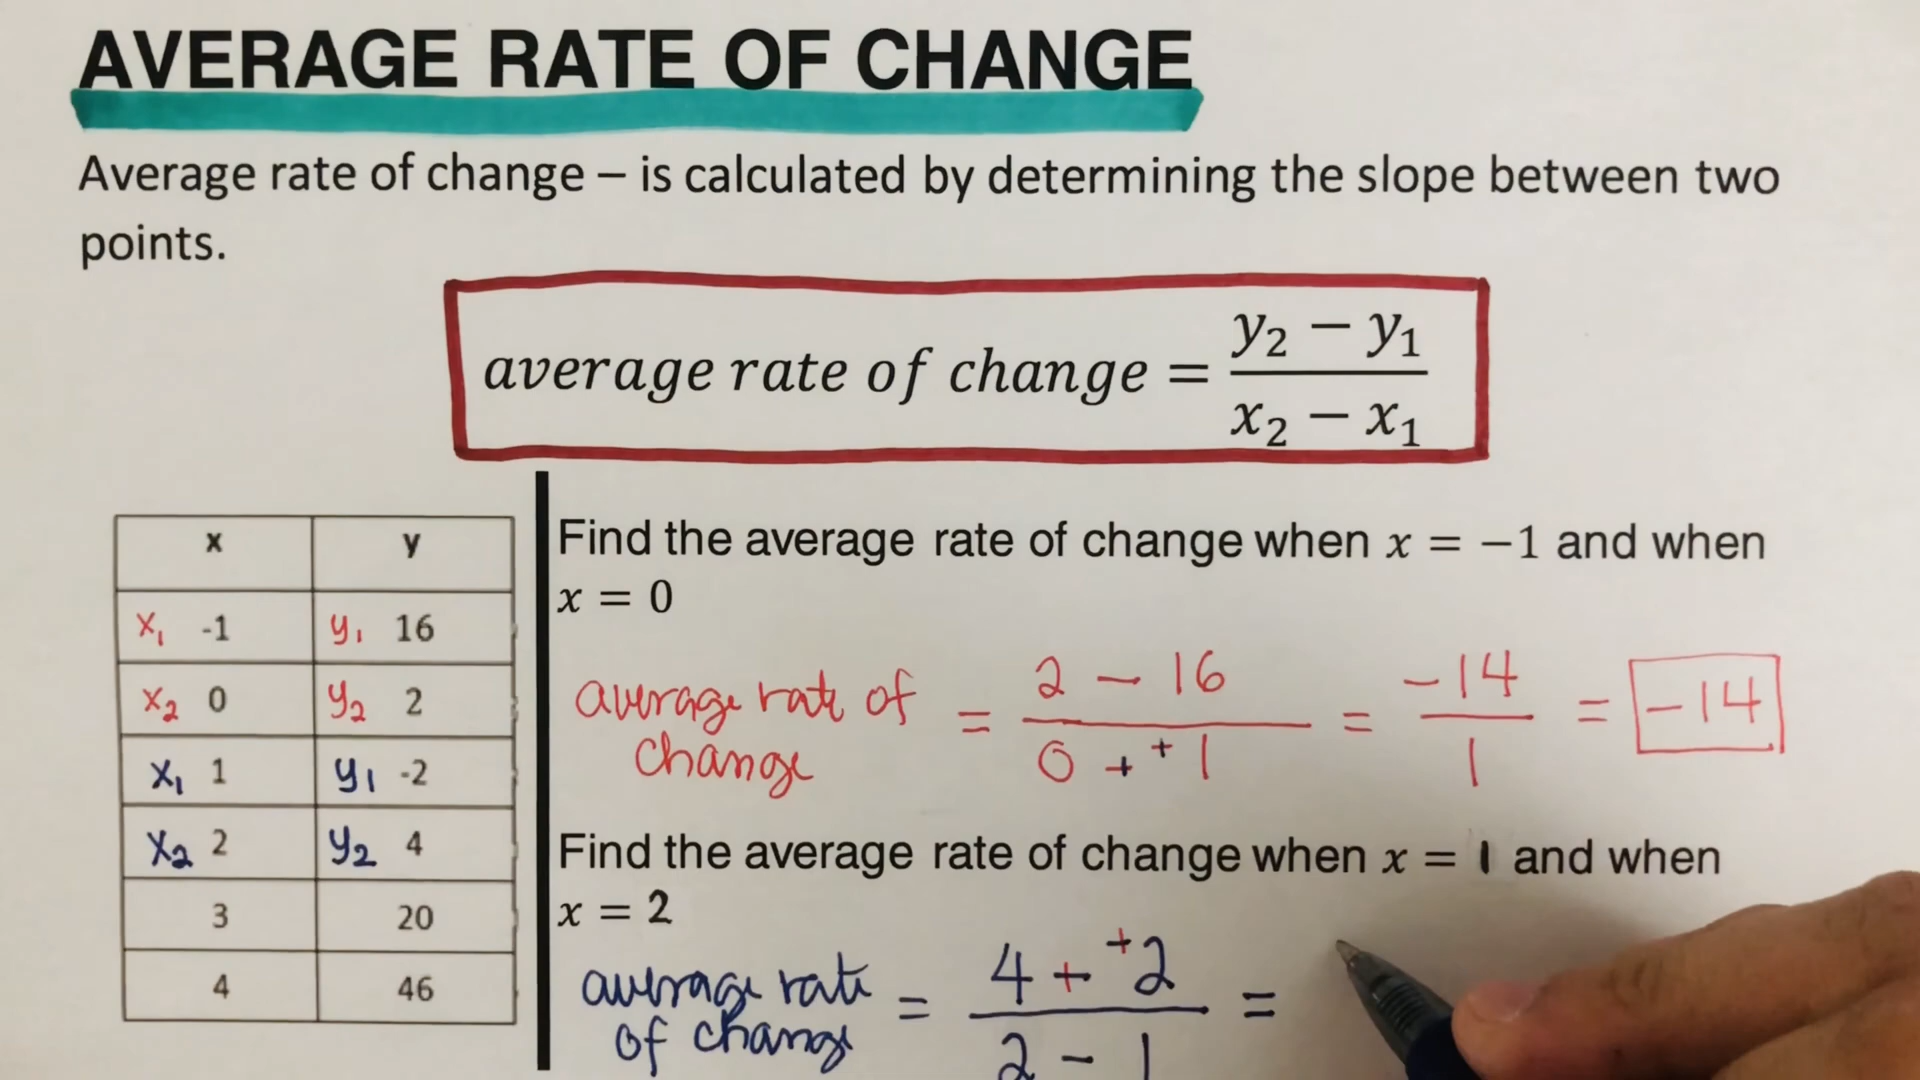 AVERAGE RATE OF CHANGE
Average rate of change – is calculated by determining the slope between two
points.
average rate of change = (y₂ − y₁) / (x₂ − x₁)
x y
x₁ -1 y₁ 16
x₂ 0 y₂ 2
x₁ 1 y₁ -2
x₂ 2 y₂ 4
3 20
4 46
Find the average rate of change when x = −1 and when
x = 0
average rate of change = (2 − 16) / (0 + +1) = −14 / 1 = −14
Find the average rate of change when x = 1 and when
x = 2
average rate of change = (4 + +2) / (2 − 1) =